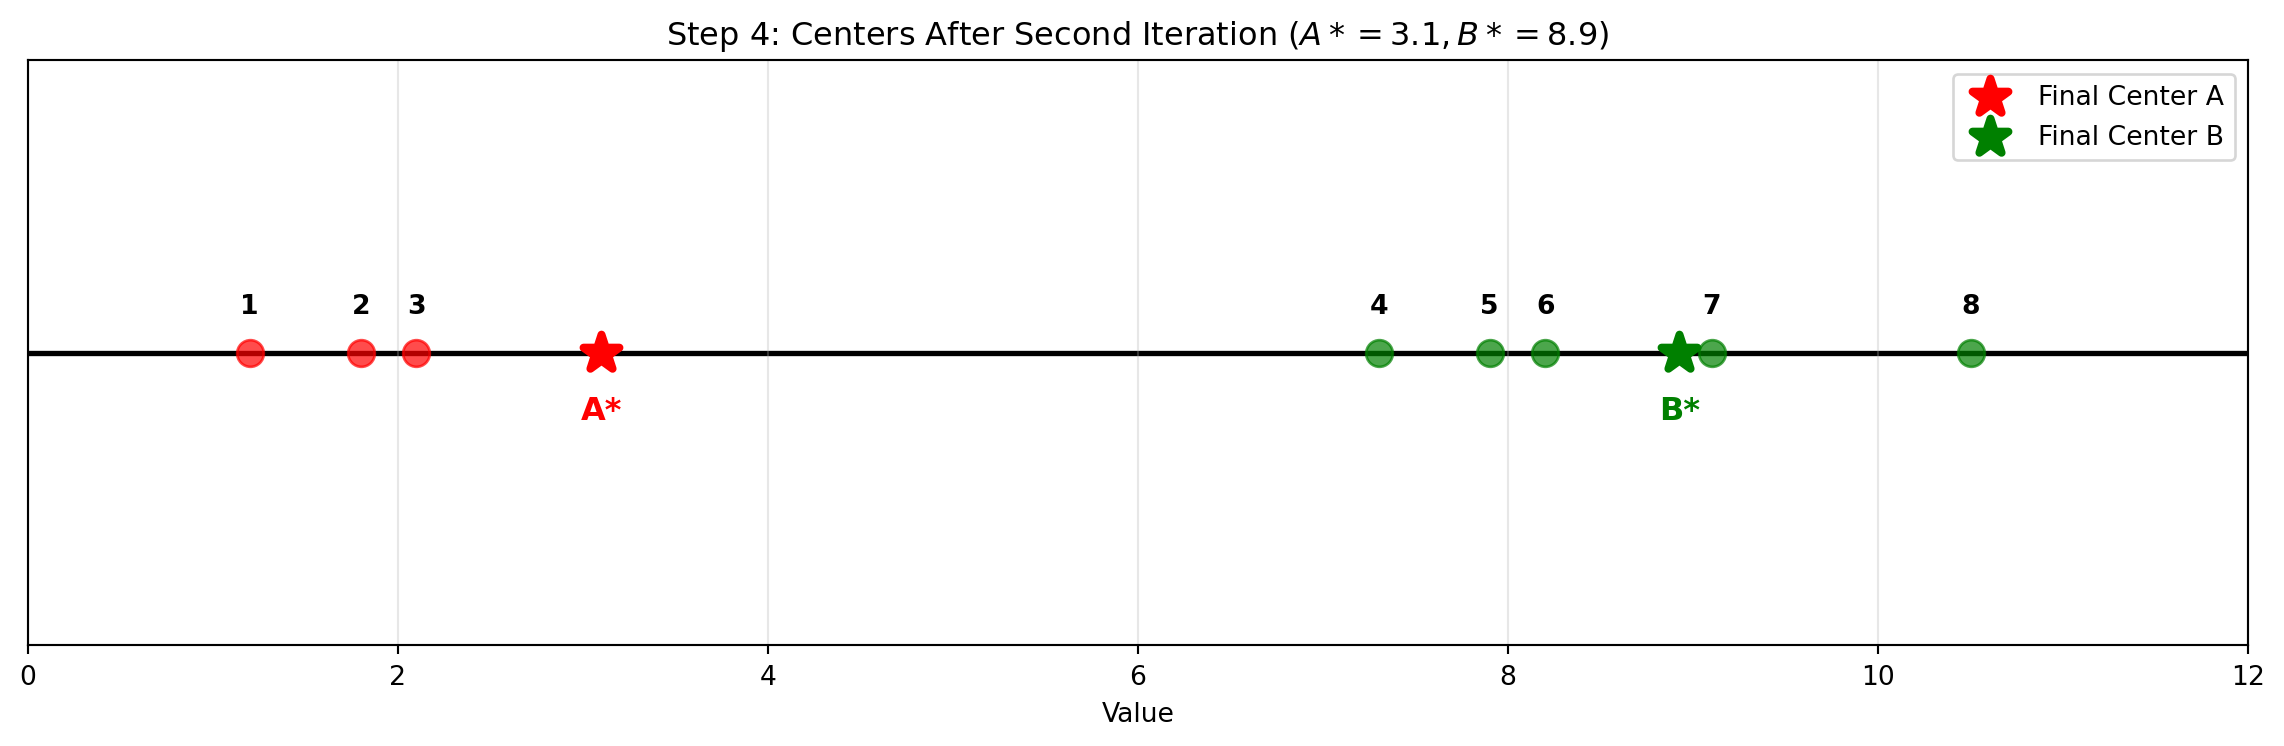 Step 4: Centers After Second Iteration (A* = 3.1, B* = 8.9)
Final Center A
Final Center B
1 2 3 4 5 6 7 8
A* B*
0 2 4 6 8 10 12
Value